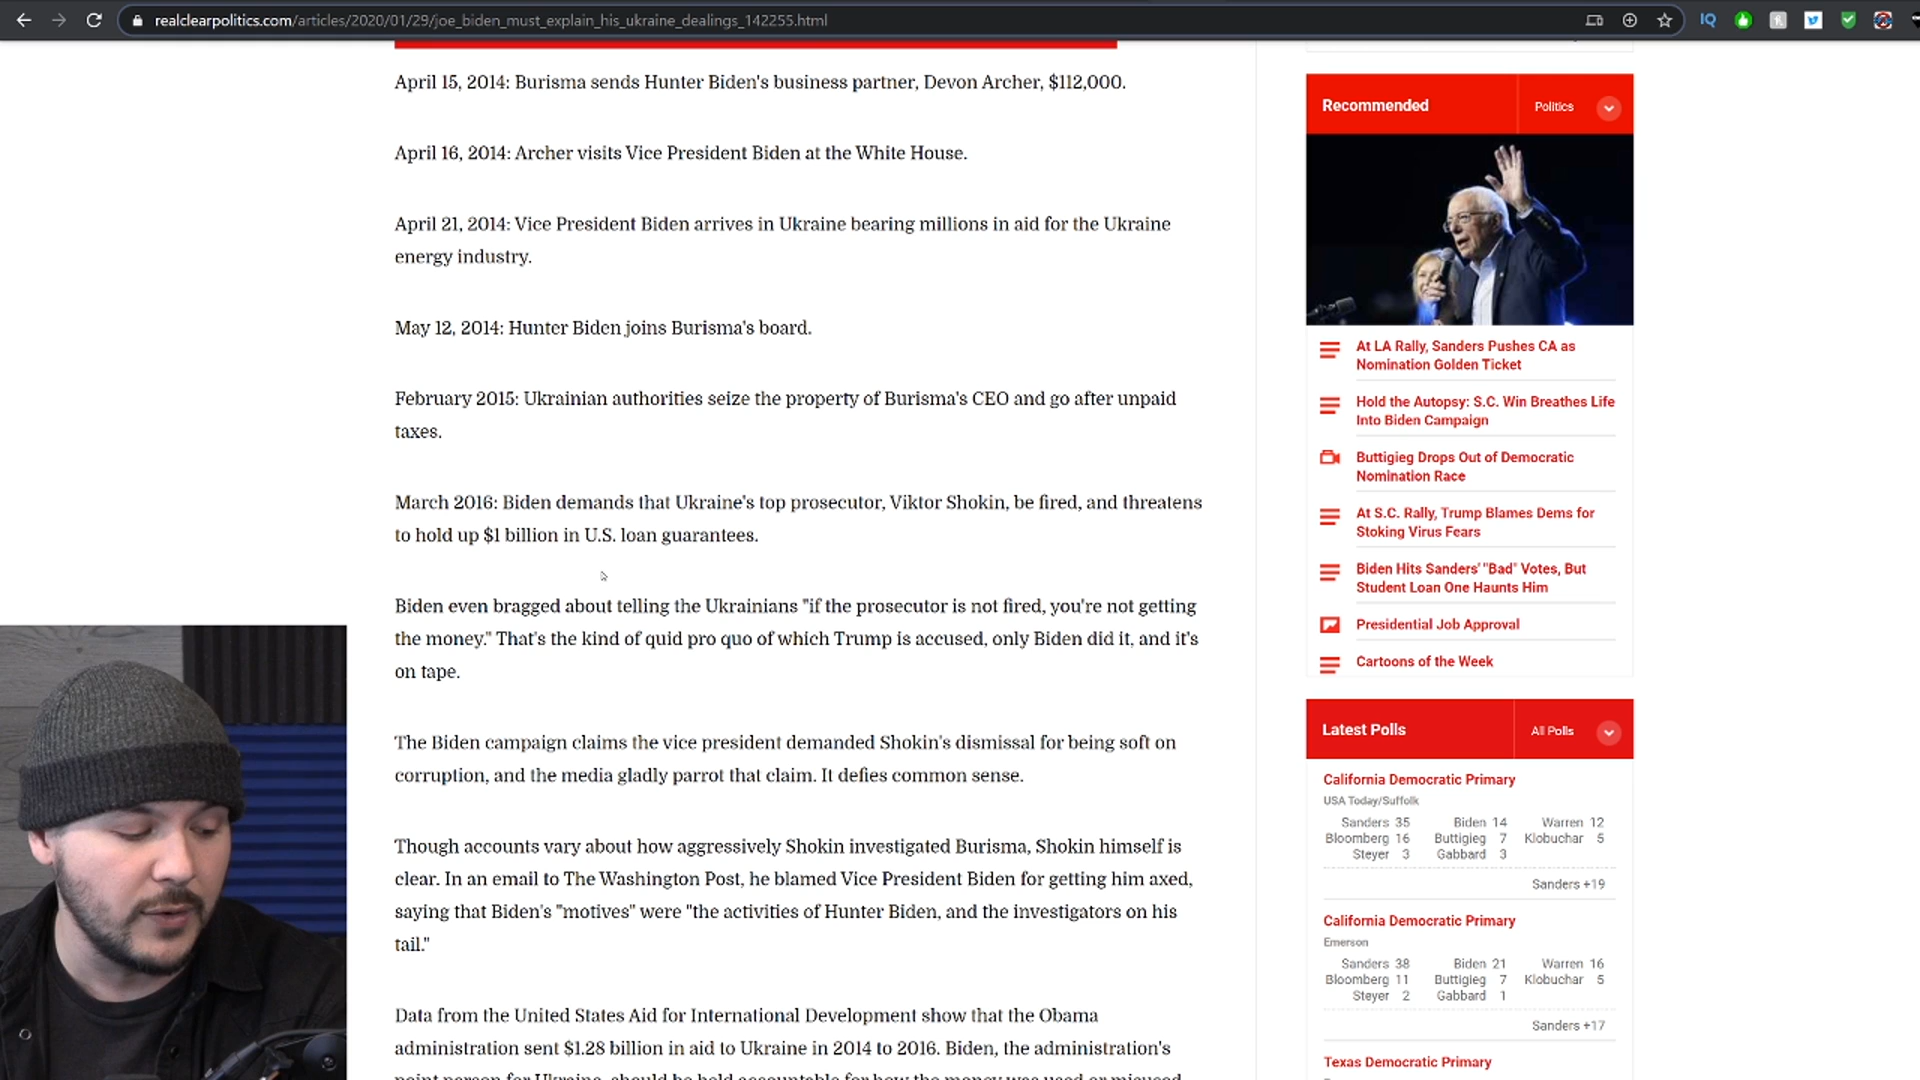 realclearpolitics.com/articles/2020/01/29/joe_biden_must_explain_his_ukraine_dealings_142255.html
IQ
April 15, 2014: Burisma sends Hunter Biden's business partner, Devon Archer, $112,000.
April 16, 2014: Archer visits Vice President Biden at the White House.
April 21, 2014: Vice President Biden arrives in Ukraine bearing millions in aid for the Ukraine
energy industry.
May 12, 2014: Hunter Biden joins Burisma's board.
February 2015: Ukrainian authorities seize the property of Burisma's CEO and go after unpaid
taxes.
March 2016: Biden demands that Ukraine's top prosecutor, Viktor Shokin, be fired, and threatens
to hold up $1 billion in U.S. loan guarantees.
Biden even bragged about telling the Ukrainians "if the prosecutor is not fired, you're not getting
the money." That's the kind of quid pro quo of which Trump is accused, only Biden did it, and it's
on tape.
The Biden campaign claims the vice president demanded Shokin's dismissal for being soft on
corruption, and the media gladly parrot that claim. It defies common sense.
Though accounts vary about how aggressively Shokin investigated Burisma, Shokin himself is
clear. In an email to The Washington Post, he blamed Vice President Biden for getting him axed,
saying that Biden's "motives" were "the activities of Hunter Biden, and the investigators on his
tail."
Data from the United States Aid for International Development show that the Obama
administration sent $1.28 billion in aid to Ukraine in 2014 to 2016. Biden, the administration's
point person for Ukraine, should be held accountable for how the money was used or misused.
Recommended
Politics
At LA Rally, Sanders Pushes CA as
Nomination Golden Ticket
Hold the Autopsy: S.C. Win Breathes Life
Into Biden Campaign
Buttigieg Drops Out of Democratic
Nomination Race
At S.C. Rally, Trump Blames Dems for
Stoking Virus Fears
Biden Hits Sanders' "Bad" Votes, But
Student Loan One Haunts Him
Presidential Job Approval
Cartoons of the Week
Latest Polls
All Polls
California Democratic Primary
USA Today/Suffolk
Sanders 35 Biden 14 Warren 12
Bloomberg 16 Buttigieg 7 Klobuchar 5
Steyer 3 Gabbard 3
Sanders +19
California Democratic Primary
Emerson
Sanders 38 Biden 21 Warren 16
Bloomberg 11 Buttigieg 7 Klobuchar 5
Steyer 2 Gabbard 1
Sanders +17
Texas Democratic Primary